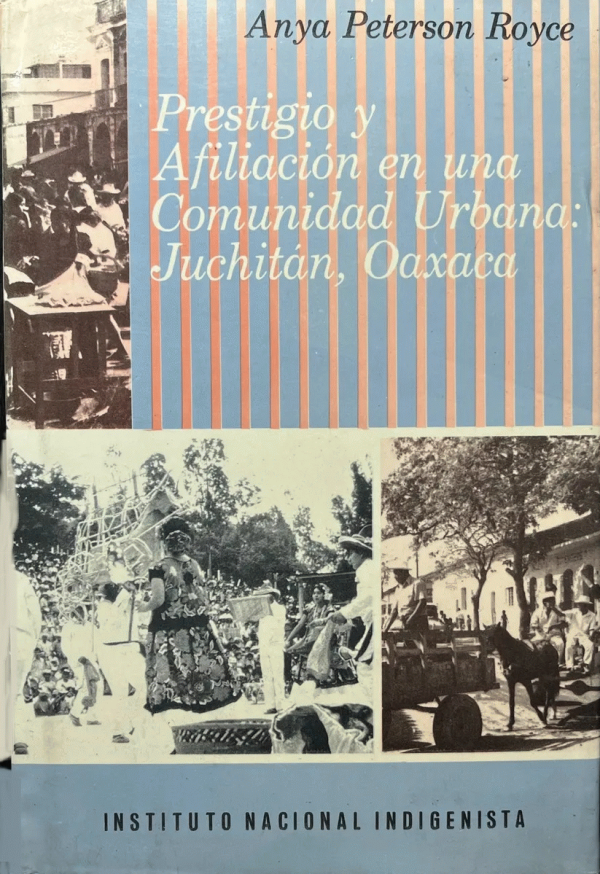 Anya Peterson Royce
Prestigio y
Afiliación en una
Comunidad Urbana:
Juchitán, Oaxaca
INSTITUTO NACIONAL INDIGENISTA